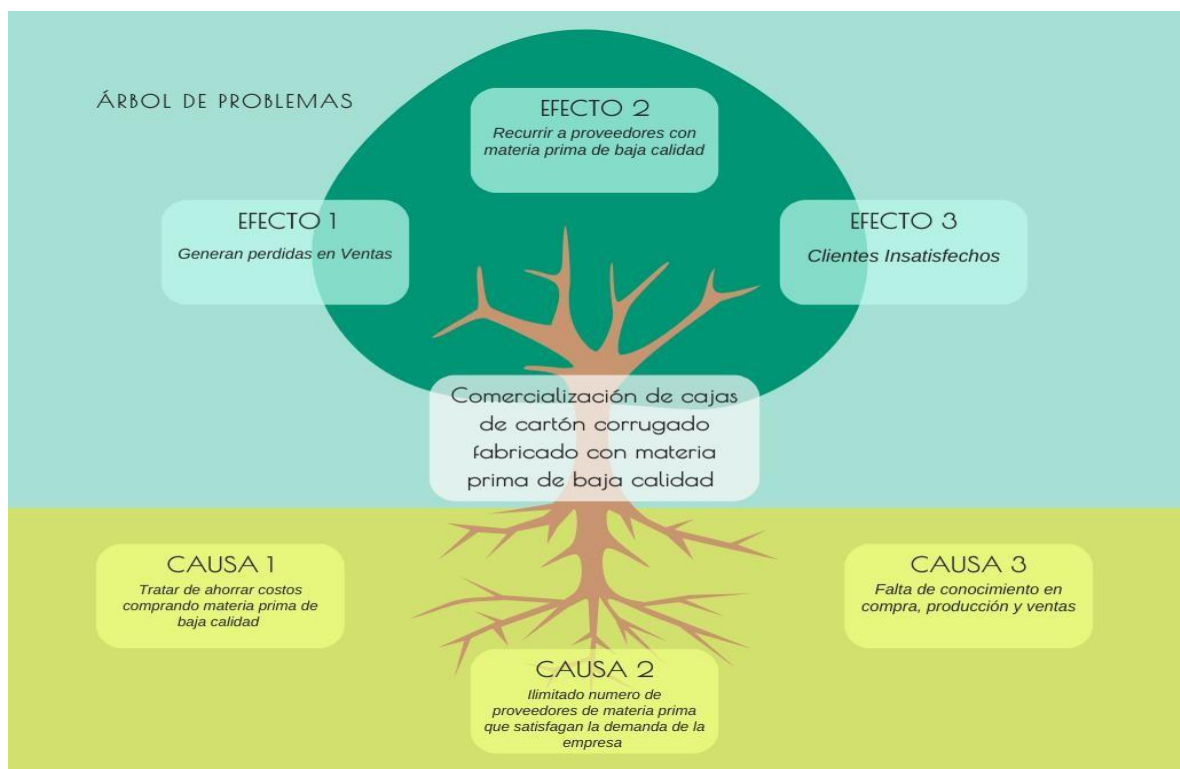 ÁRBOL DE PROBLEMAS
EFECTO 2
Recurrir a proveedores con
materia prima de baja calidad
EFECTO 1
Generan perdidas en Ventas
EFECTO 3
Clientes Insatisfechos
Comercialización de cajas
de cartón corrugado
fabricado con materia
prima de baja calidad
CAUSA 1
Tratar de ahorrar costos
comprando materia prima de
baja calidad
CAUSA 3
Falta de conocimiento en
compra, producción y ventas
CAUSA 2
Ilimitado numero de
proveedores de materia prima
que satisfagan la demanda de la
empresa